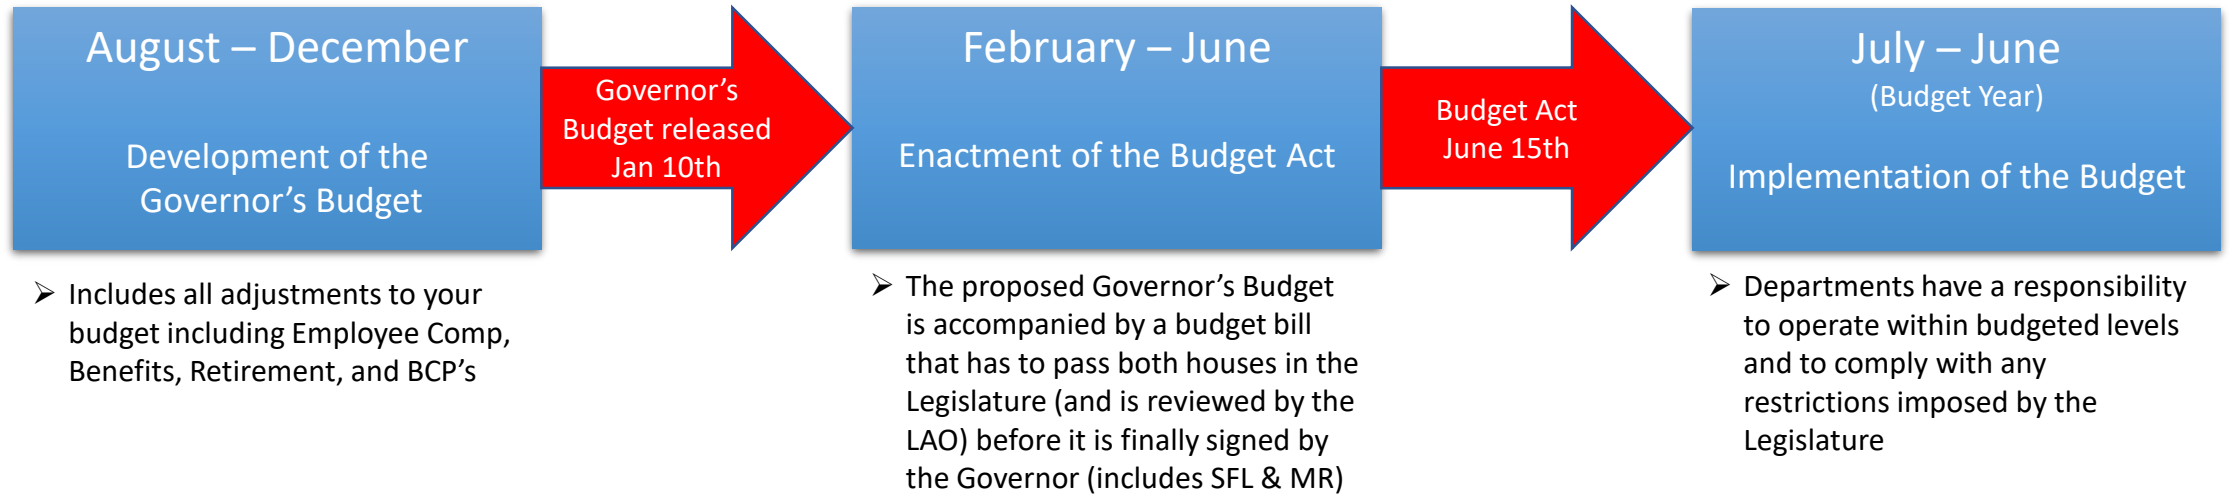 August – December
Development of the
Governor's Budget
➢ Includes all adjustments to your
budget including Employee Comp,
Benefits, Retirement, and BCP's
Governor's
Budget released
Jan 10th
February – June
Enactment of the Budget Act
➢ The proposed Governor's Budget
is accompanied by a budget bill
that has to pass both houses in the
Legislature (and is reviewed by the
LAO) before it is finally signed by
the Governor (includes SFL & MR)
Budget Act
June 15th
July – June
(Budget Year)
Implementation of the Budget
➢ Departments have a responsibility
to operate within budgeted levels
and to comply with any
restrictions imposed by the
Legislature